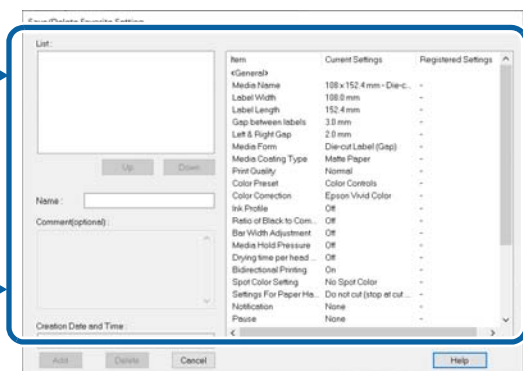 Save/Delete Favorite Setting
List :
Up Down
Name :
Comment(optional) :
Creation Date and Time :
Add Delete Cancel
Item Current Settings Registered Settings
<General>
Media Name 108 x 152.4 mm - Die-c... -
Label Width 108.0 mm -
Label Length 152.4 mm -
Gap between labels 3.0 mm -
Left & Right Gap 2.0 mm -
Media Form Die-cut Label (Gap) -
Media Coating Type Matte Paper -
Print Quality Normal -
Color Preset Color Controls -
Color Correction Epson Vivid Color -
Ink Profile Off -
Ratio of Black to Com... Off -
Bar Width Adjustment Off -
Media Hold Pressure Off -
Drying time per head ... Off -
Bidirectional Printing On -
Spot Color Setting No Spot Color -
Settings For Paper Ha... Do not cut (stop at cut ... -
Notification None -
Pause None -
Help